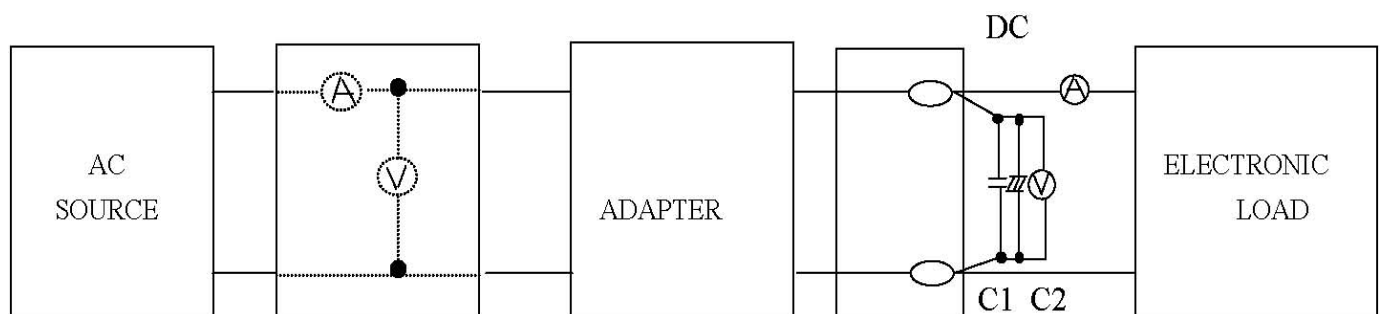 DC
A
A
AC
SOURCE
V
ADAPTER
V
ELECTRONIC
LOAD
C1 C2